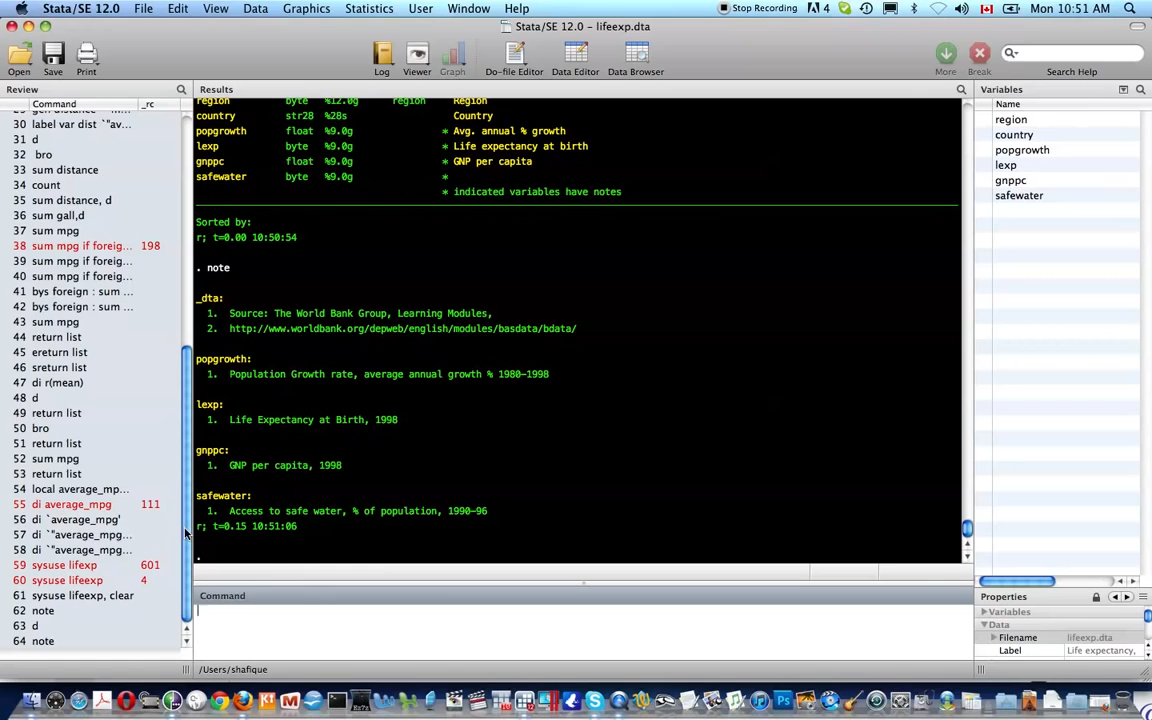 Stata/SE 12.0 File Edit View Data Graphics Statistics User Window Help Stop Recording 4 Mon 10:51 AM
Stata/SE 12.0 - lifeexp.dta
Open Save Print Log Viewer Graph Do-file Editor Data Editor Data Browser More Break Search Help
Review
Command _rc
30 label var dist `"av...
31 d
32 bro
33 sum distance
34 count
35 sum distance, d
36 sum gall,d
37 sum mpg
38 sum mpg if foreig... 198
39 sum mpg if foreig...
40 sum mpg if foreig...
41 bys foreign : sum ...
42 bys foreign : sum ...
43 sum mpg
44 return list
45 ereturn list
46 sreturn list
47 di r(mean)
48 d
49 return list
50 bro
51 return list
52 sum mpg
53 return list
54 local average_mp...
55 di average_mpg 111
56 di `average_mpg'
57 di `"average_mpg...
58 di `"average_mpg...
59 sysuse lifexp 601
60 sysuse lifeexp 4
61 sysuse lifeexp, clear
62 note
63 d
64 note
Results
region byte %12.0g region Region
country str28 %28s Country
popgrowth float %9.0g * Avg. annual % growth
lexp byte %9.0g * Life expectancy at birth
gnppc float %9.0g * GNP per capita
safewater byte %9.0g *
* indicated variables have notes
Sorted by:
r; t=0.00 10:50:54
. note
_dta:
1. Source: The World Bank Group, Learning Modules,
2. http://www.worldbank.org/depweb/english/modules/basdata/bdata/
popgrowth:
1. Population Growth rate, average annual growth % 1980-1998
lexp:
1. Life Expectancy at Birth, 1998
gnppc:
1. GNP per capita, 1998
safewater:
1. Access to safe water, % of population, 1990-96
r; t=0.15 10:51:06
.
Command
/Users/shafique
Variables
Name
region
country
popgrowth
lexp
gnppc
safewater
Properties
Variables
Data
Filename lifeexp.dta
Label Life expectancy,